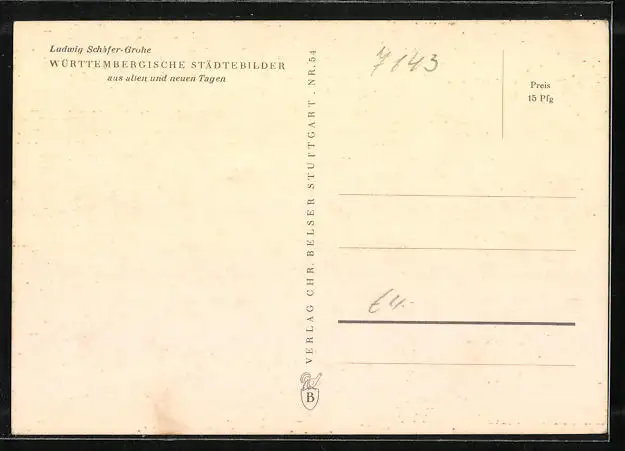 Ludwig Schäfer-Grohe
WÜRTTEMBERGISCHE STÄDTEBILDER
aus alten und neuen Tagen
VERLAG CHR. BELSER STUTTGART . NR. 54
B
7143
Preis
15 Pfg
€4.-